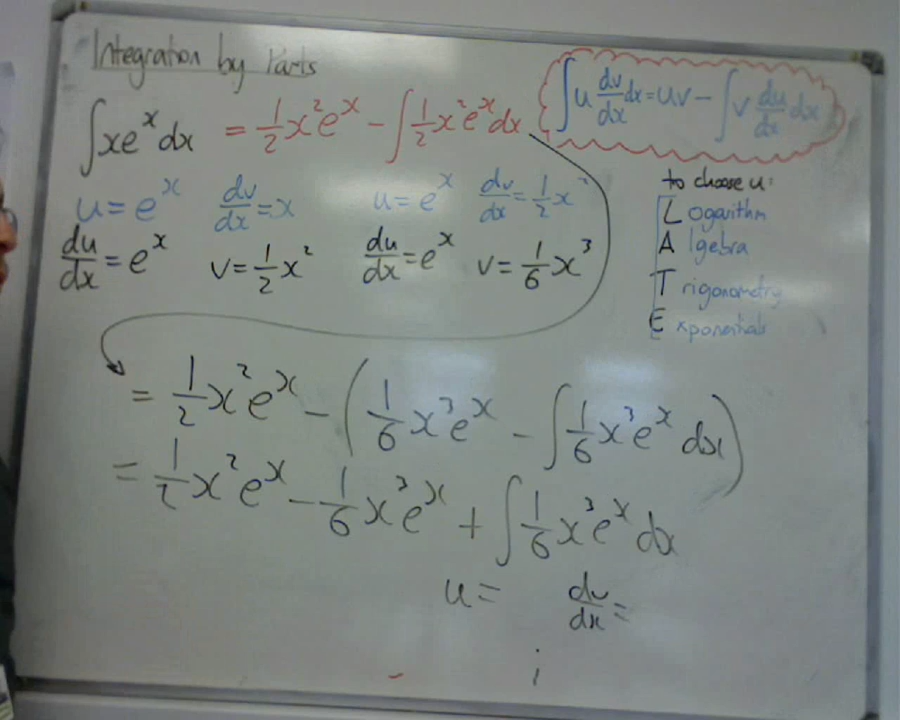 Integration by Parts
∫u dv/dx dx = uv − ∫v du/dx dx
∫xe^x dx = 1/2 x²e^x − ∫1/2 x²e^x dx
u = e^x dv/dx = x u = e^x dv/dx = 1/2 x²
du/dx = e^x v = 1/2 x² du/dx = e^x v = 1/6 x³
to choose u:
Logarithm
Algebra
Trigonometry
Exponentials
= 1/2 x²e^x − (1/6 x³e^x − ∫1/6 x³e^x dx)
= 1/2 x²e^x − 1/6 x³e^x + ∫1/6 x³e^x dx
u = dv/dx =